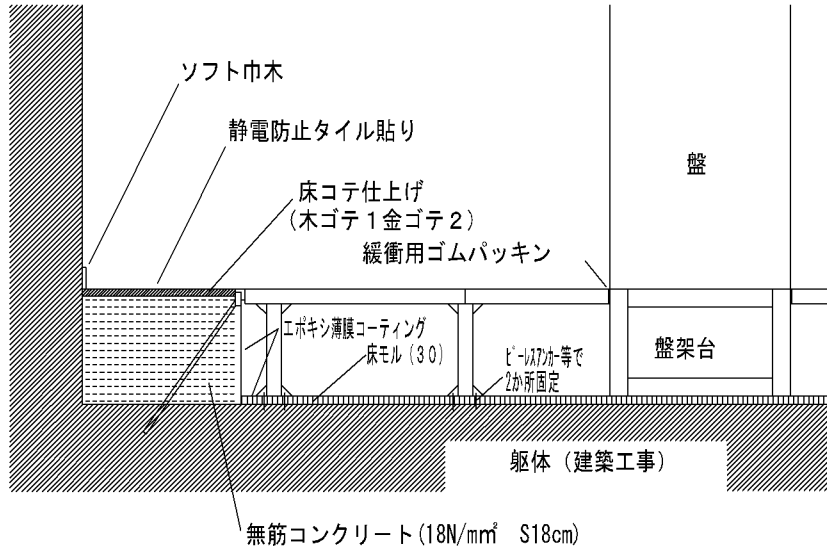 ソフト巾木
静電防止タイル貼り
床コテ仕上げ
(木ゴテ1金ゴテ2)
盤
緩衝用ゴムパッキン
エポキシ薄膜コーティング
床モル(30)
ピーレスアンカー等で
2か所固定
盤架台
躯体(建築工事)
無筋コンクリート(18N/mm² S18cm)